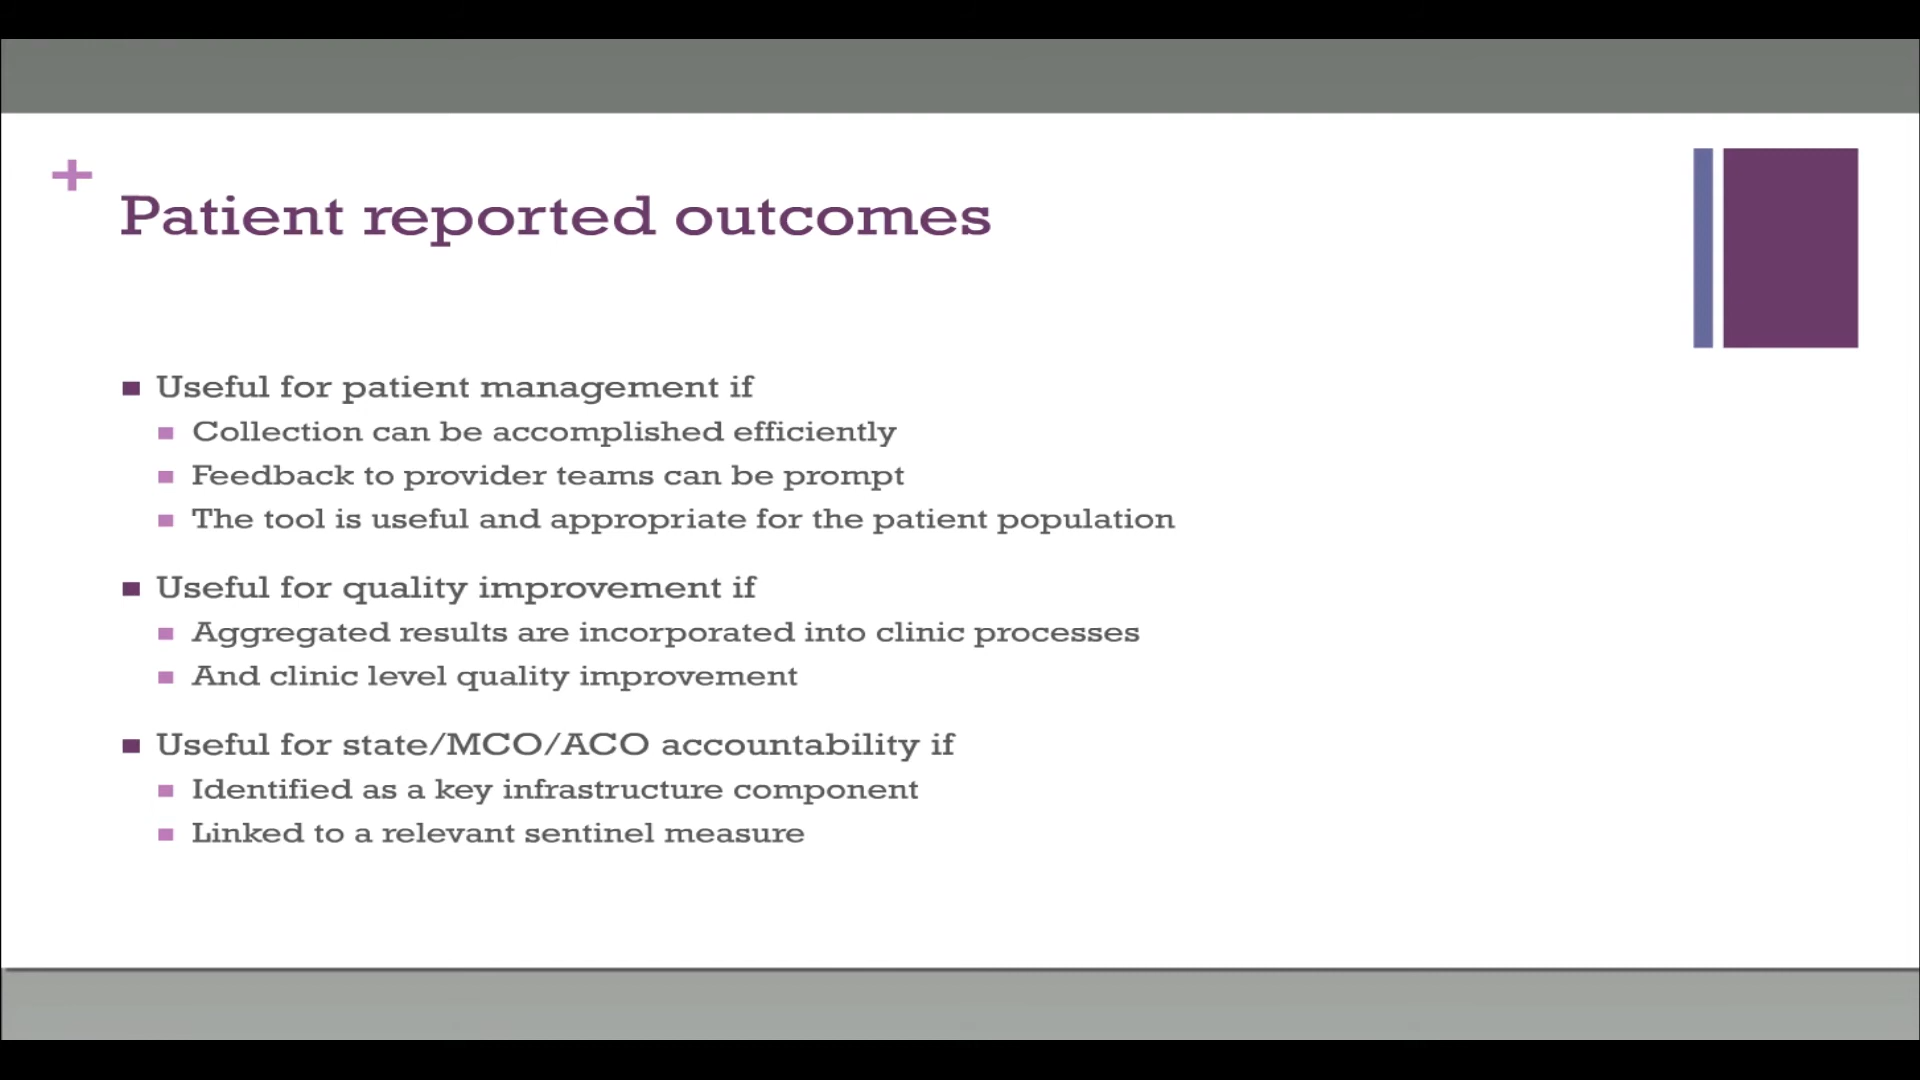 +
Patient reported outcomes
Useful for patient management if
Collection can be accomplished efficiently
Feedback to provider teams can be prompt
The tool is useful and appropriate for the patient population
Useful for quality improvement if
Aggregated results are incorporated into clinic processes
And clinic level quality improvement
Useful for state/MCO/ACO accountability if
Identified as a key infrastructure component
Linked to a relevant sentinel measure